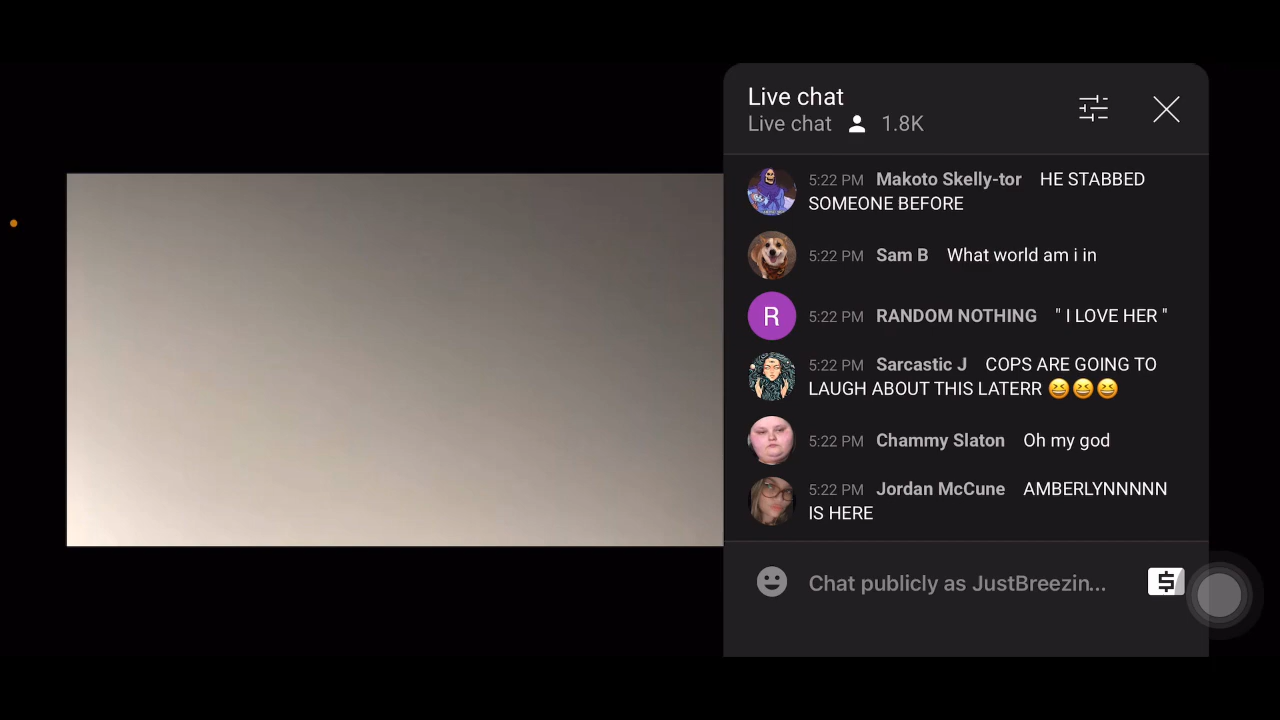 Live chat
Live chat 1.8K
5:22 PM Makoto Skelly-tor HE STABBED
SOMEONE BEFORE
5:22 PM Sam B What world am i in
R 5:22 PM RANDOM NOTHING " I LOVE HER "
5:22 PM Sarcastic J COPS ARE GOING TO
LAUGH ABOUT THIS LATERR 😆😆😆
5:22 PM Chammy Slaton Oh my god
5:22 PM Jordan McCune AMBERLYNNNNN
IS HERE
Chat publicly as JustBreezin... $